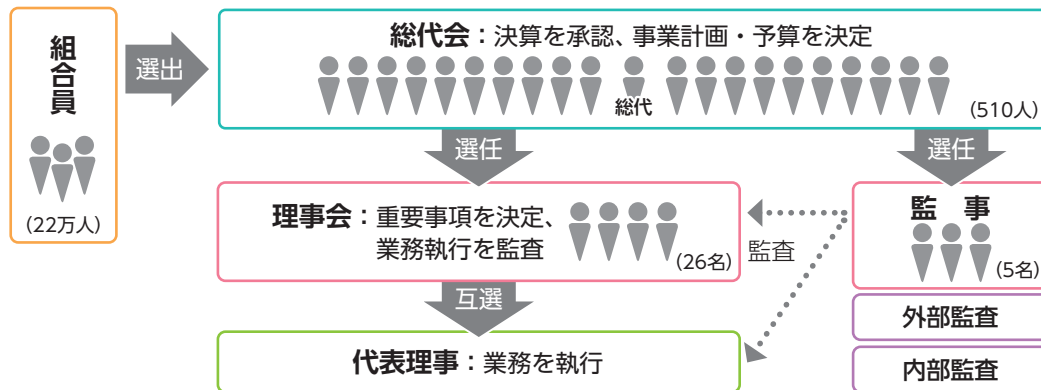 組合員
(22万人)
選出
総代会：決算を承認、事業計画・予算を決定
総代
(510人)
選任
選任
理事会：重要事項を決定、
業務執行を監査
(26名)
監査
監 事
(5名)
互選
外部監査
代表理事：業務を執行
内部監査